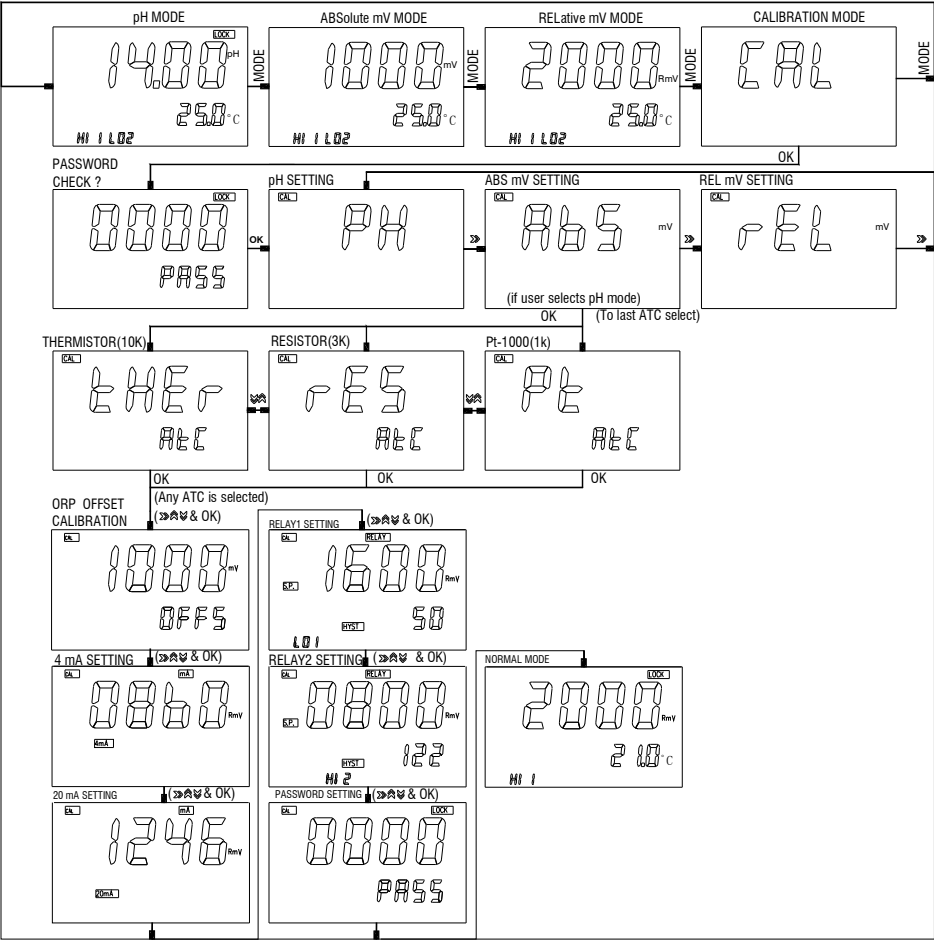 pH MODE
ABSolute mV MODE
RELative mV MODE
CALIBRATION MODE
LOCK
14.00 pH
25.0°C
HI 1 LO2
MODE
1000 mV
25.0°C
HI 1 LO2
MODE
2000 RmV
25.0°C
HI 1 LO2
MODE
CAL
MODE
OK
PASSWORD
CHECK ?
LOCK
0000
PASS
OK
pH SETTING
CAL
PH
»
ABS mV SETTING
CAL
AbS mV
»
REL mV SETTING
CAL
rEL mV
»
(if user selects pH mode)
OK
(To last ATC select)
THERMISTOR(10K)
CAL
tHEr
AtC
RESISTOR(3K)
CAL
rES
AtC
Pt-1000(1k)
CAL
Pt
AtC
OK
OK
OK
(Any ATC is selected)
ORP OFFSET
CALIBRATION
( & OK)
CAL
1000 mV
OFFS
RELAY1 SETTING
( & OK)
CAL
RELAY
S.P.
1600 RmV
HYST
50
LO1
4 mA SETTING
( & OK)
CAL
mA
0860 RmV
4mA
RELAY2 SETTING
( & OK)
CAL
RELAY
S.P.
0800 RmV
HYST
122
HI 2
NORMAL MODE
LOCK
2000 RmV
21.0°C
HI 1
20 mA SETTING
( & OK)
CAL
mA
1246 RmV
20mA
PASSWORD SETTING
( & OK)
CAL
LOCK
0000
PASS